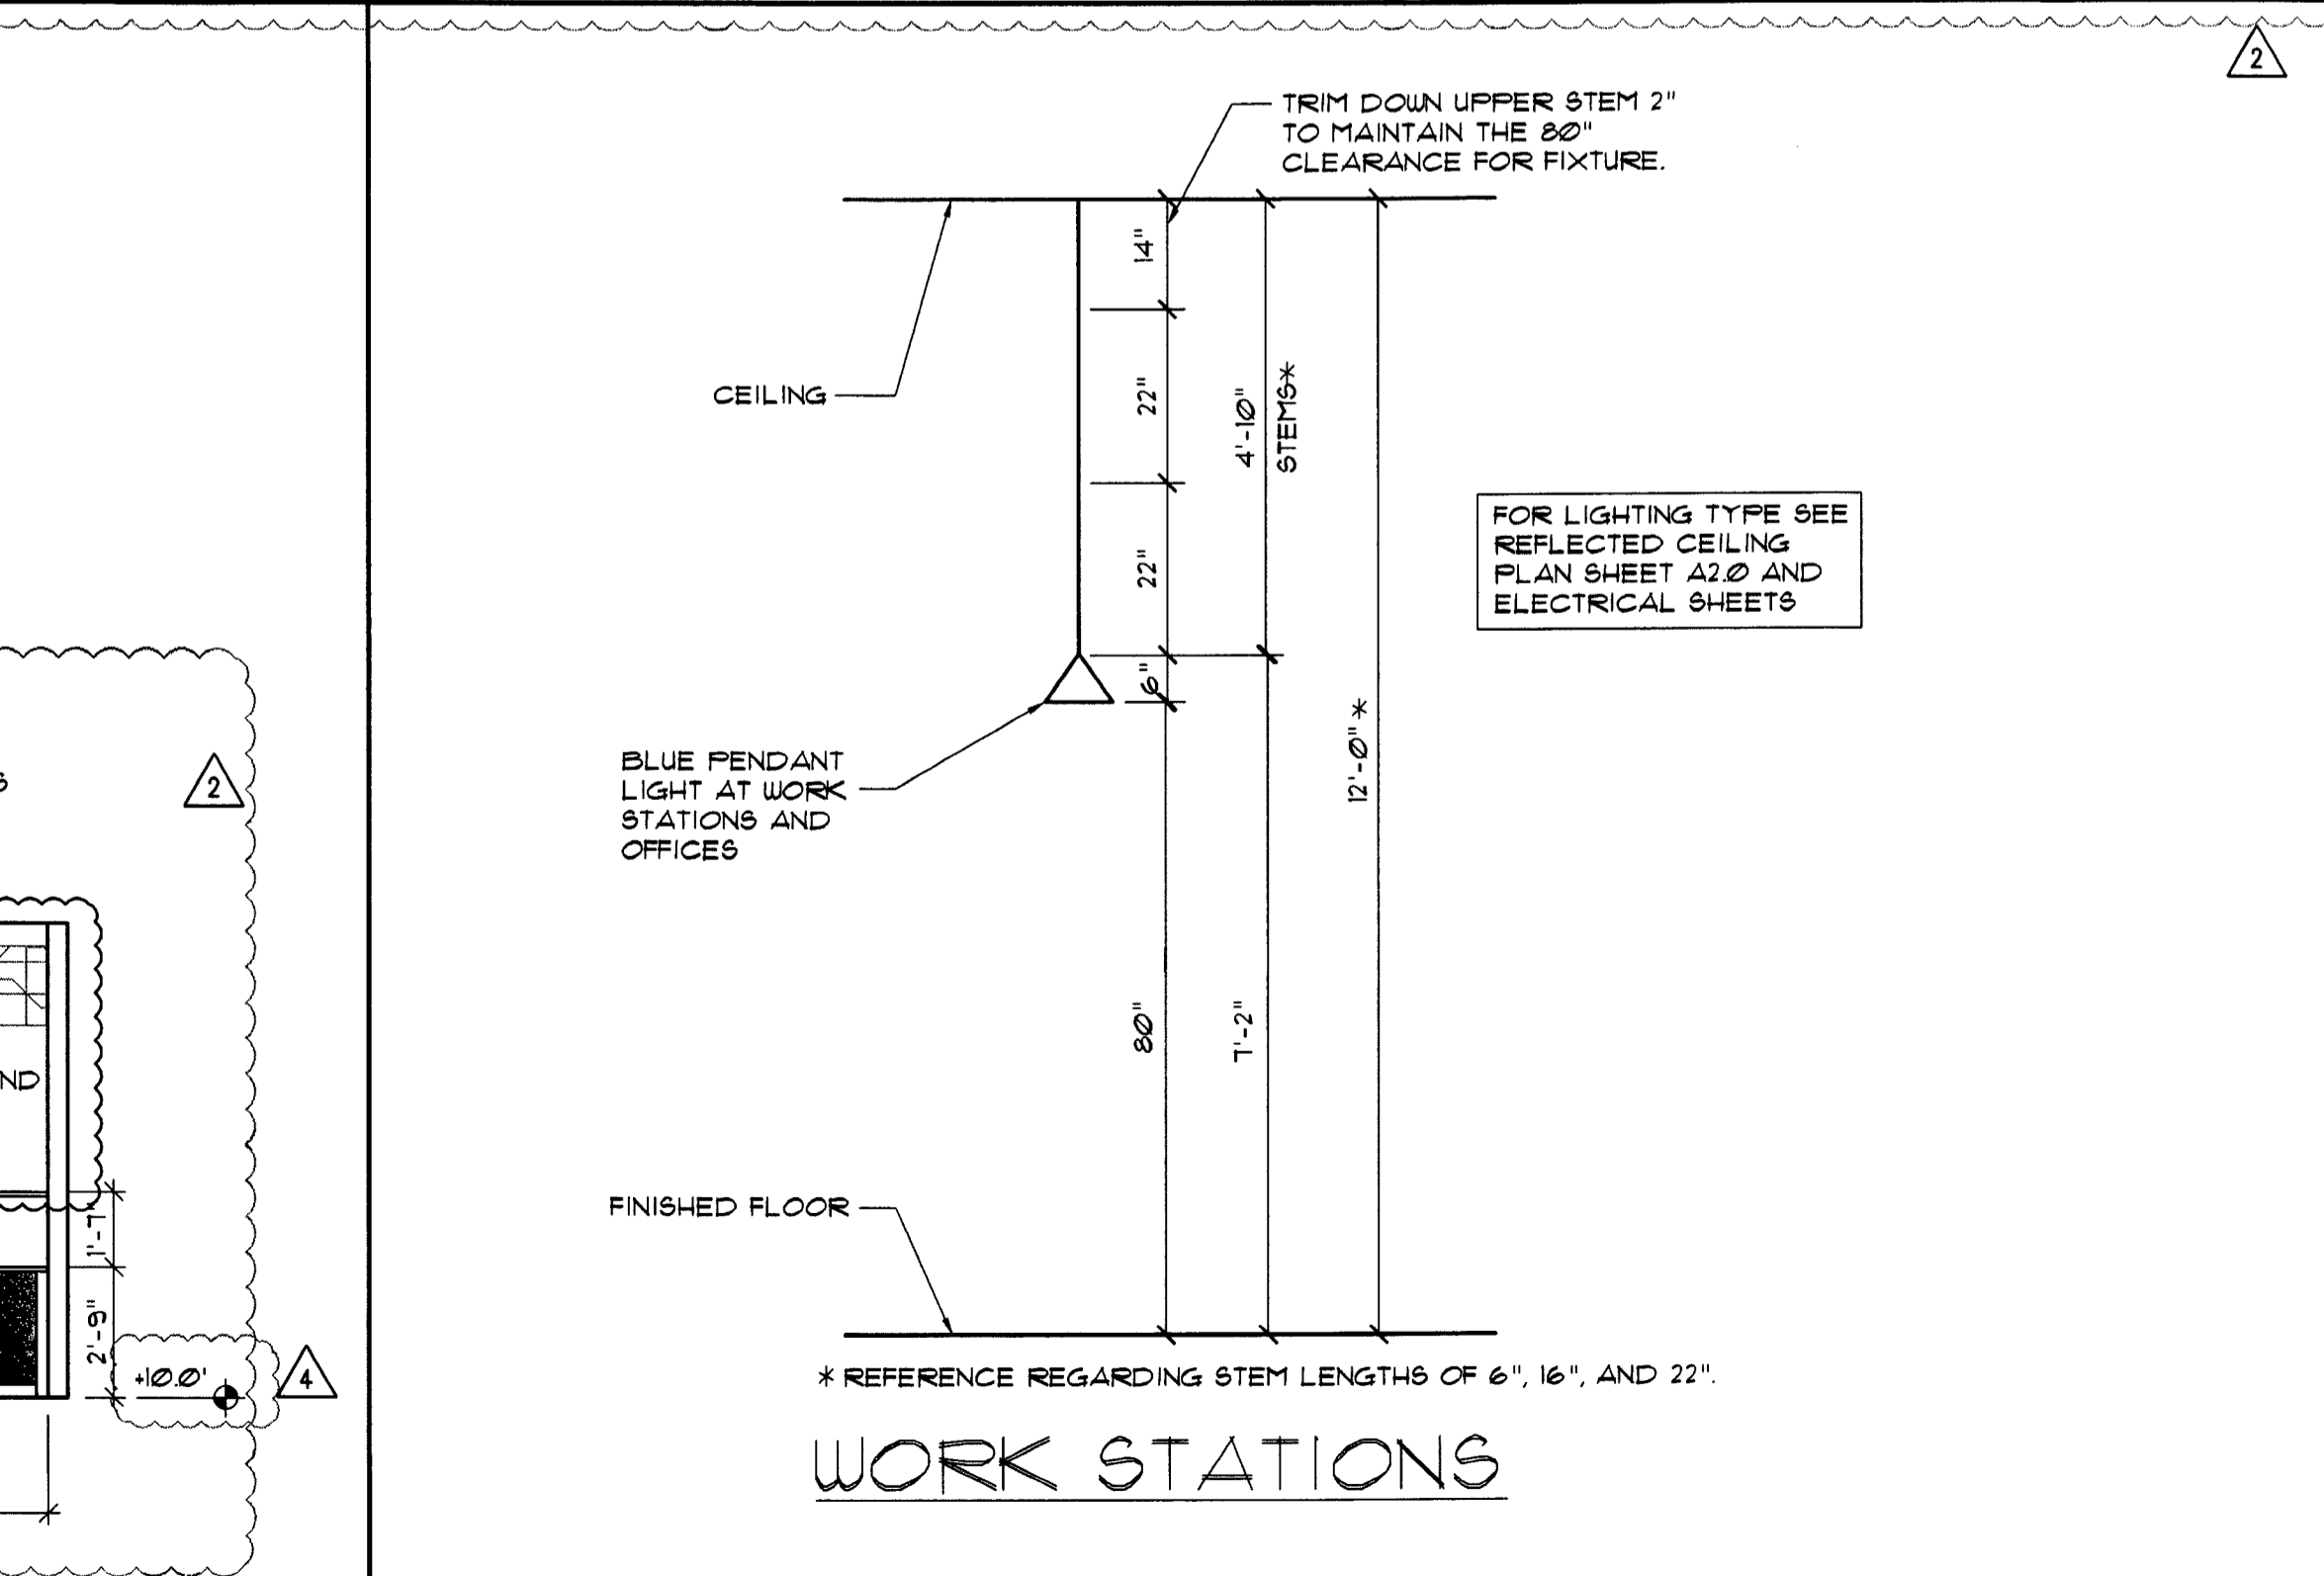 2
TRIM DOWN UPPER STEM 2"
TO MAINTAIN THE 80"
CLEARANCE FOR FIXTURE.
14"
CEILING
22"
4'-10"
STEMS*
FOR LIGHTING TYPE SEE
REFLECTED CEILING
PLAN SHEET A2.0 AND
ELECTRICAL SHEETS
22"
6"
12'-0" *
BLUE PENDANT
LIGHT AT WORK
STATIONS AND
OFFICES
2
80"
7'-2"
FINISHED FLOOR
1'-7"
2'-9"
+10.0'
4
* REFERENCE REGARDING STEM LENGTHS OF 6", 16", AND 22".
WORK STATIONS